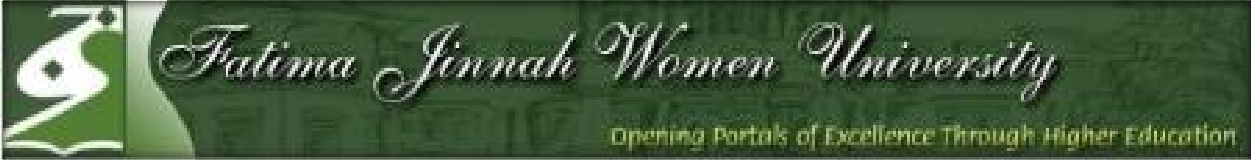 Fatima Jinnah Women University
Opening Portals of Excellence Through Higher Education